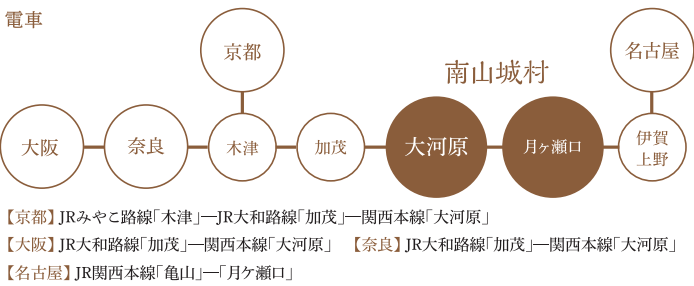 電車
京都
名古屋
南山城村
大阪
奈良
木津
加茂
大河原
月ヶ瀬口
伊賀
上野
【京都】JRみやこ路線「木津」―JR大和路線「加茂」―関西本線「大河原」
【大阪】JR大和路線「加茂」―関西本線「大河原」 【奈良】JR大和路線「加茂」―関西本線「大河原」
【名古屋】JR関西本線「亀山」―「月ケ瀬口」